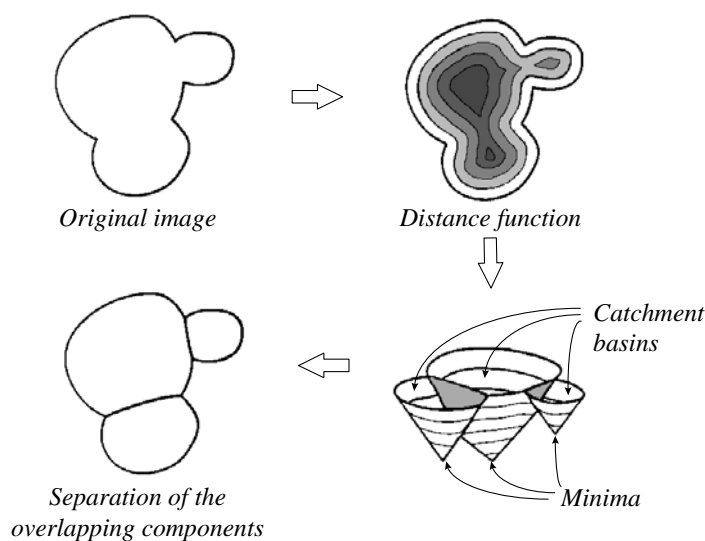 Original image
Distance function
Catchment
basins
Minima
Separation of the
overlapping components